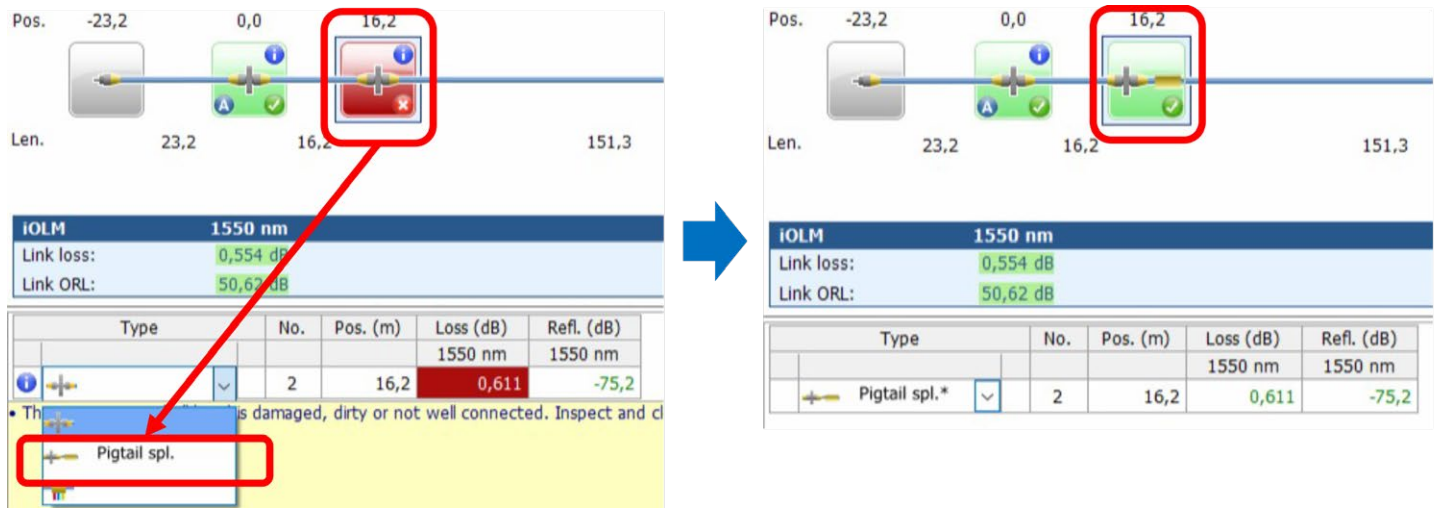 Pos. -23,2 0,0 16,2
A
Len. 23,2 16,2 151,3
iOLM 1550 nm
Link loss: 0,554 dB
Link ORL: 50,62 dB
Type No. Pos. (m) Loss (dB) Refl. (dB)
1550 nm 1550 nm
2 16,2 0,611 -75,2
• Th is damaged, dirty or not well connected. Inspect and cl
Pigtail spl.
Pos. -23,2 0,0 16,2
A
Len. 23,2 16,2 151,3
iOLM 1550 nm
Link loss: 0,554 dB
Link ORL: 50,62 dB
Type No. Pos. (m) Loss (dB) Refl. (dB)
1550 nm 1550 nm
Pigtail spl.* 2 16,2 0,611 -75,2